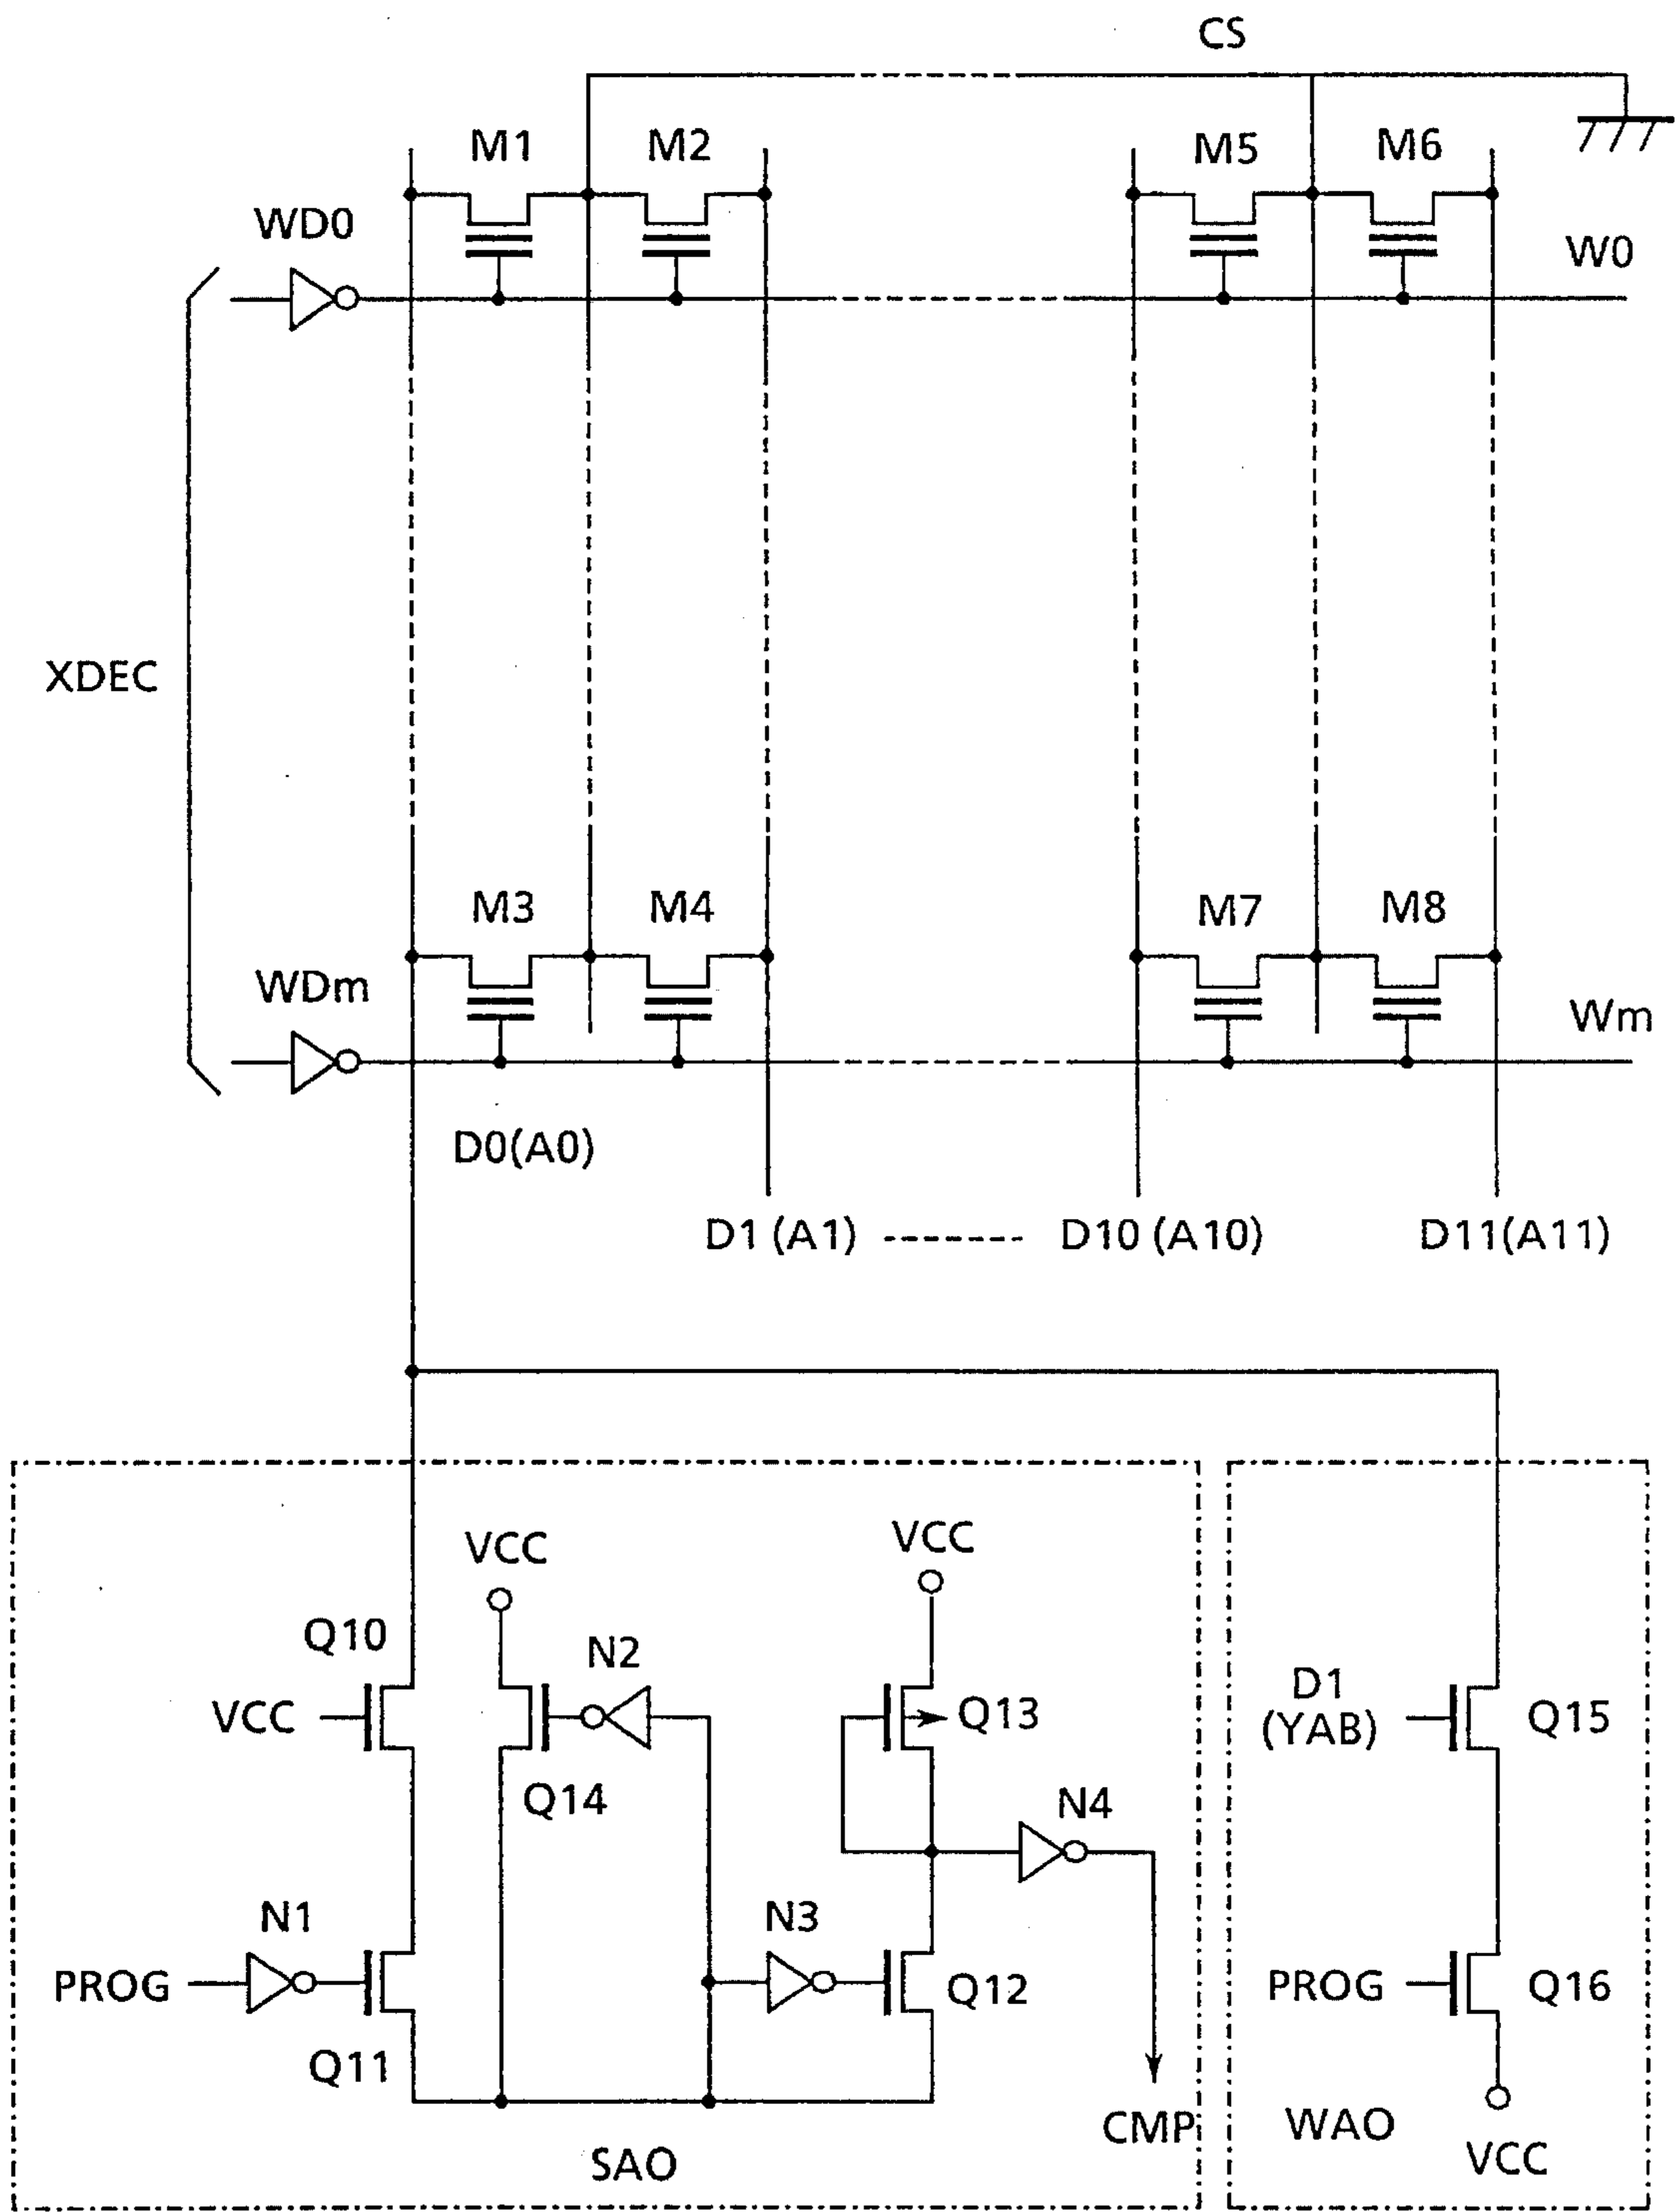 CS
M1
M2
M5
M6
WD0
W0
XDEC
M3
M4
M7
M8
WDm
Wm
D0(A0)
D1 (A1) ------- D10 (A10) D11(A11)
VCC
VCC
Q10
N2
VCC
Q13
D1
(YAB)
Q15
Q14
N4
N1
N3
PROG
Q12
PROG
Q16
Q11
CMP
WAO
SAO
VCC